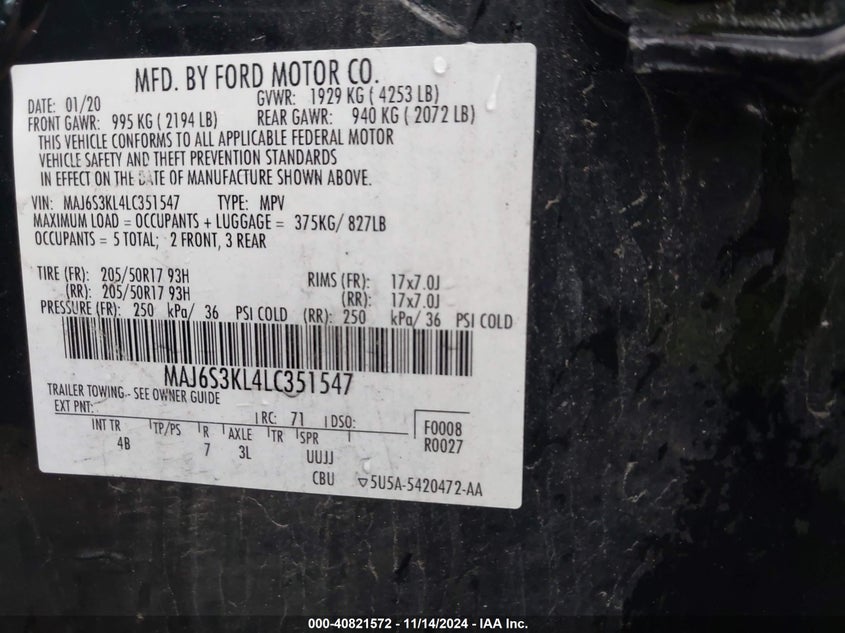 MFD. BY FORD MOTOR CO.
DATE: 01/20 GVWR: 1929 KG ( 4253 LB)
FRONT GAWR: 995 KG ( 2194 LB) REAR GAWR: 940 KG ( 2072 LB)
THIS VEHICLE CONFORMS TO ALL APPLICABLE FEDERAL MOTOR
VEHICLE SAFETY AND THEFT PREVENTION STANDARDS
IN EFFECT ON THE DATE OF MANUFACTURE SHOWN ABOVE.
VIN: MAJ6S3KL4LC351547 TYPE: MPV
MAXIMUM LOAD = OCCUPANTS + LUGGAGE = 375KG/ 827LB
OCCUPANTS = 5 TOTAL; 2 FRONT, 3 REAR
TIRE (FR): 205/50R17 93H RIMS (FR): 17x7.0J
(RR): 205/50R17 93H (RR): 17x7.0J
PRESSURE (FR): 250 kPa/ 36 PSI COLD (RR): 250 kPa/ 36 PSI COLD
MAJ6S3KL4LC351547
TRAILER TOWING - SEE OWNER GUIDE
EXT PNT: RC: 71 DSO: F0008
INT TR TP/PS R AXLE TR SPR R0027
4B 7 3L UUJJ
CBU 5U5A-5420472-AA
000-40821572 - 11/14/2024 - IAA Inc.